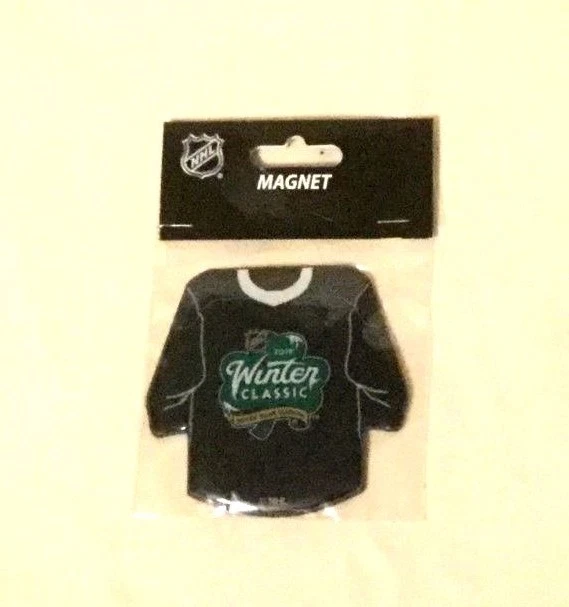 NHL
MAGNET
2019
Winter
CLASSIC